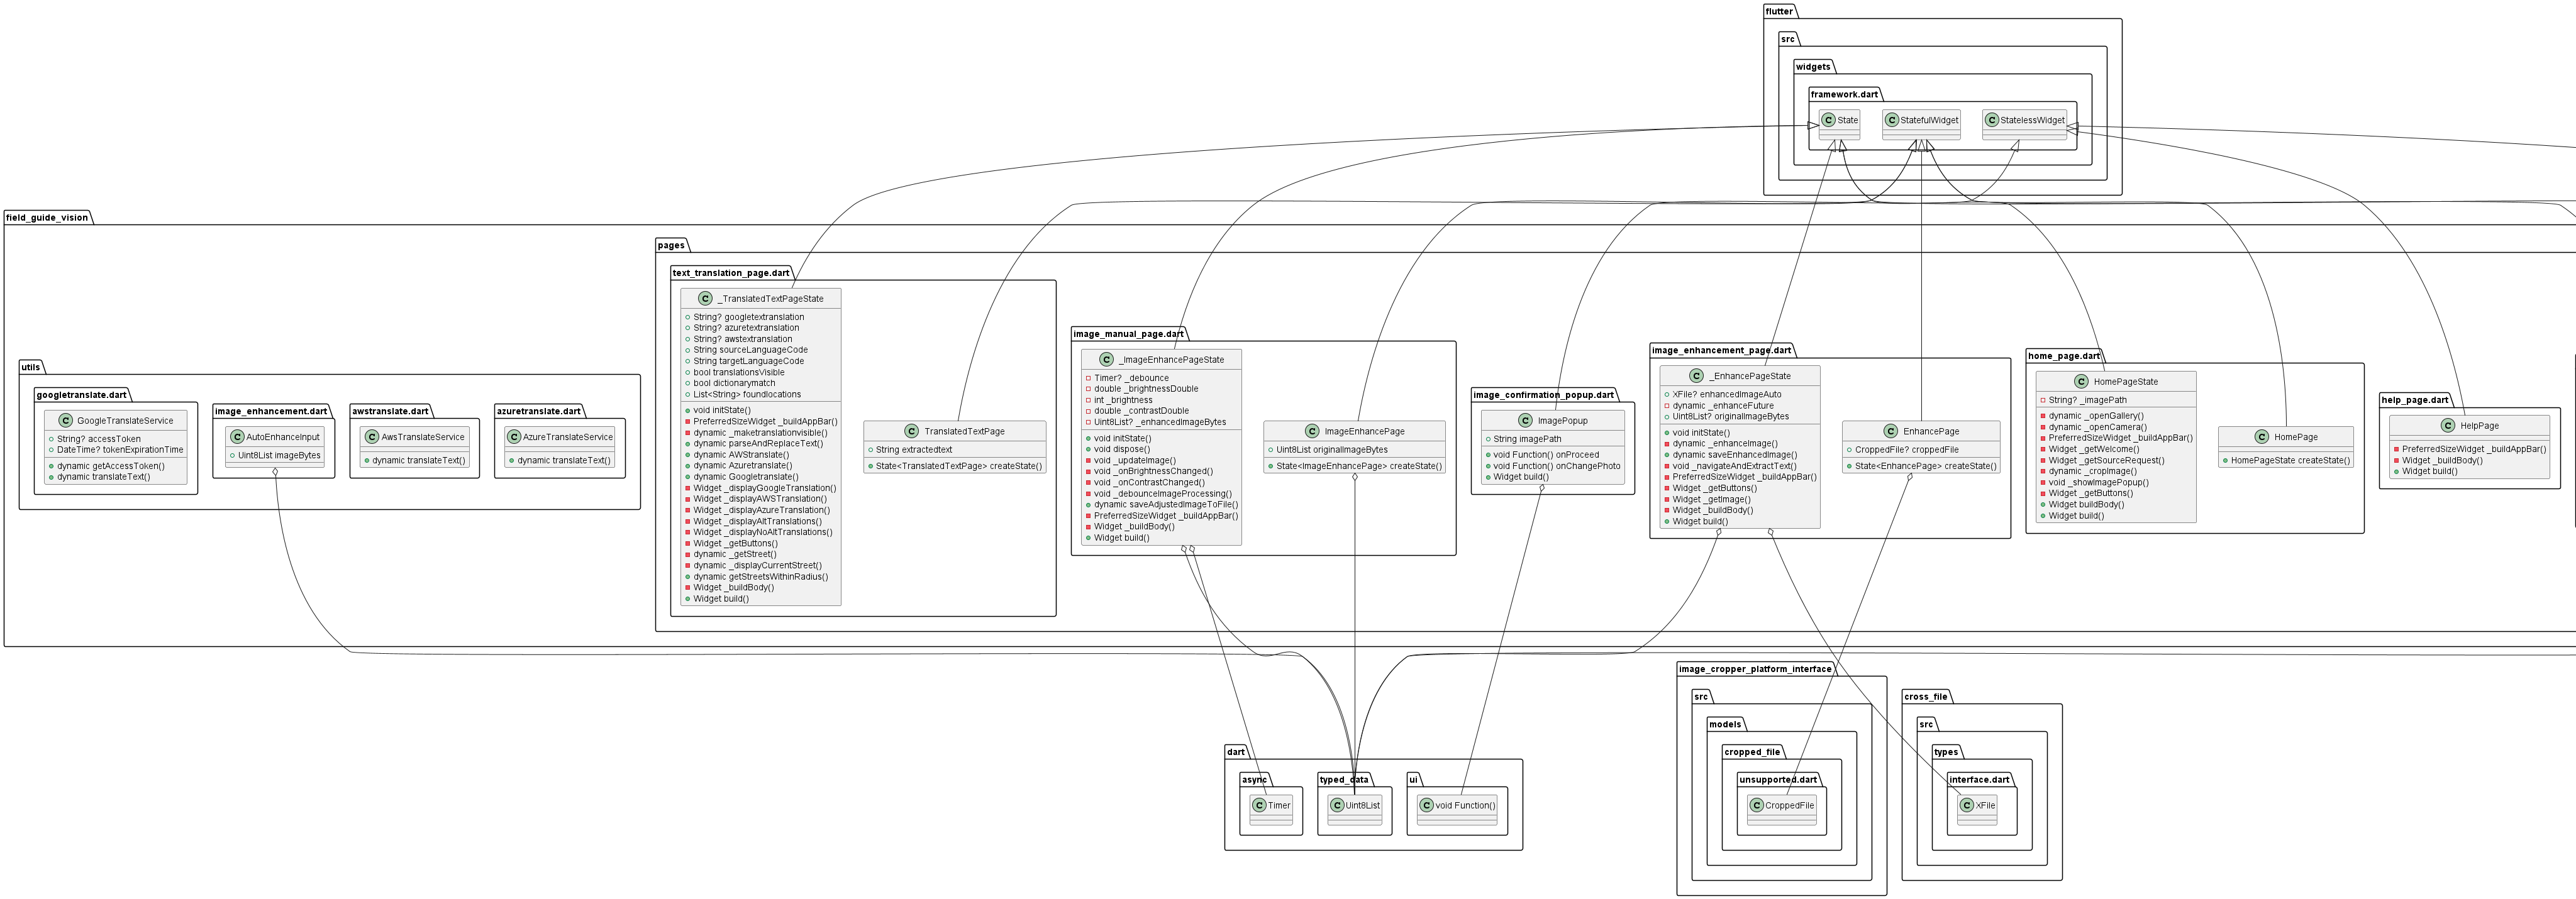 flutter
src
widgets
framework.dart
C State
C StatefulWidget
C StatelessWidget
field_guide_vision
pages
text_translation_page.dart
C _TranslatedTextPageState
String? googletextranslation
String? azuretextranslation
String? awstextranslation
String sourceLanguageCode
String targetLanguageCode
bool translationsVisible
bool dictionarymatch
List<String> foundlocations
void initState()
PreferredSizeWidget _buildAppBar()
dynamic _maketranslationvisible()
dynamic parseAndReplaceText()
dynamic AWStranslate()
dynamic Azuretranslate()
dynamic Googletranslate()
Widget _displayGoogleTranslation()
Widget _displayAWSTranslation()
Widget _displayAzureTranslation()
Widget _displayAltTranslations()
Widget _displayNoAltTranslations()
Widget _getButtons()
dynamic _getStreet()
dynamic _displayCurrentStreet()
dynamic getStreetsWithinRadius()
Widget _buildBody()
Widget build()
C TranslatedTextPage
String extractedtext
State<TranslatedTextPage> createState()
image_manual_page.dart
C _ImageEnhancePageState
Timer? _debounce
double _brightnessDouble
int _brightness
double _contrastDouble
Uint8List? _enhancedImageBytes
void initState()
void dispose()
void _updateImage()
void _onBrightnessChanged()
void _onContrastChanged()
void _debounceImageProcessing()
dynamic saveAdjustedImageToFile()
PreferredSizeWidget _buildAppBar()
Widget _buildBody()
Widget build()
C ImageEnhancePage
Uint8List originalImageBytes
State<ImageEnhancePage> createState()
image_confirmation_popup.dart
C ImagePopup
String imagePath
void Function() onProceed
void Function() onChangePhoto
Widget build()
image_enhancement_page.dart
C _EnhancePageState
XFile? enhancedImageAuto
dynamic _enhanceFuture
Uint8List? originalImageBytes
void initState()
dynamic _enhanceImage()
dynamic saveEnhancedImage()
void _navigateAndExtractText()
PreferredSizeWidget _buildAppBar()
Widget _getButtons()
Widget _getImage()
Widget _buildBody()
Widget build()
C EnhancePage
CroppedFile? croppedFile
State<EnhancePage> createState()
home_page.dart
C HomePageState
String? _imagePath
dynamic _openGallery()
dynamic _openCamera()
PreferredSizeWidget _buildAppBar()
Widget _getWelcome()
Widget _getSourceRequest()
dynamic _cropImage()
void _showImagePopup()
Widget _getButtons()
Widget buildBody()
Widget build()
C HomePage
HomePageState createState()
help_page.dart
C HelpPage
PreferredSizeWidget _buildAppBar()
Widget _buildBody()
Widget build()
utils
googletranslate.dart
C GoogleTranslateService
String? accessToken
DateTime? tokenExpirationTime
dynamic getAccessToken()
dynamic translateText()
image_enhancement.dart
C AutoEnhanceInput
Uint8List imageBytes
awstranslate.dart
C AwsTranslateService
dynamic translateText()
azuretranslate.dart
C AzureTranslateService
dynamic translateText()
dart
async
C Timer
typed_data
C Uint8List
ui
C void Function()
image_cropper_platform_interface
src
models
cropped_file
unsupported.dart
C CroppedFile
cross_file
src
types
interface.dart
C XFile